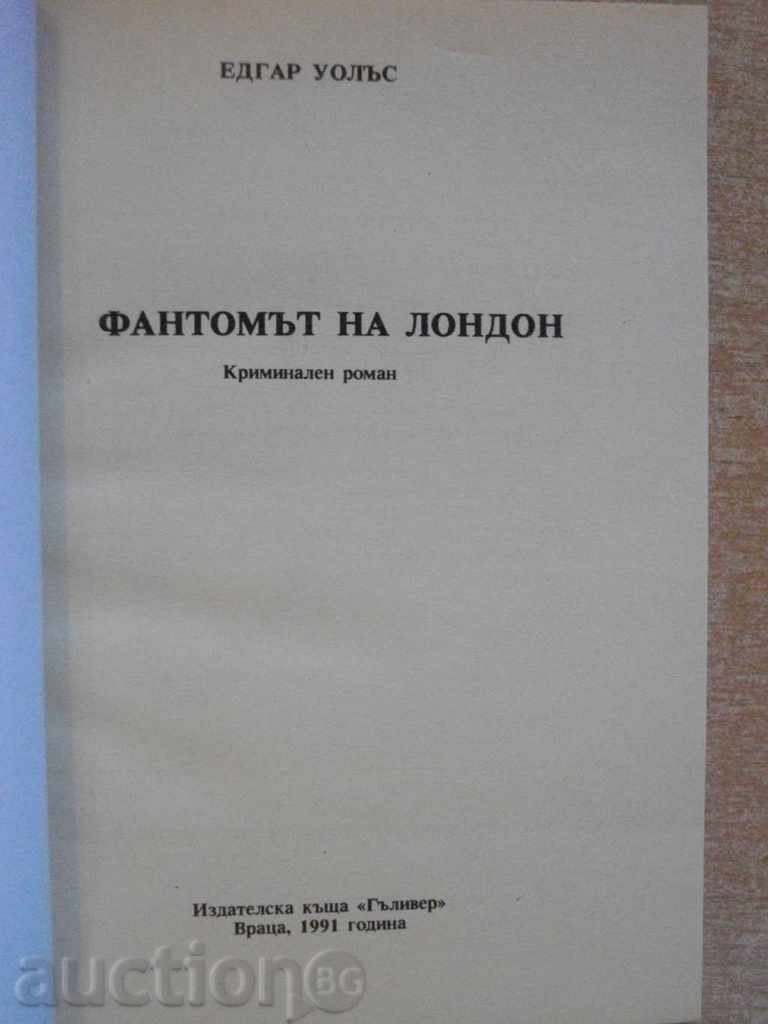 ЕДГАР УОЛЪС
ФАНТОМЪТ НА ЛОНДОН
Криминален роман
Издателска къща «Гъливер»
Враца, 1991 година
auctionBG